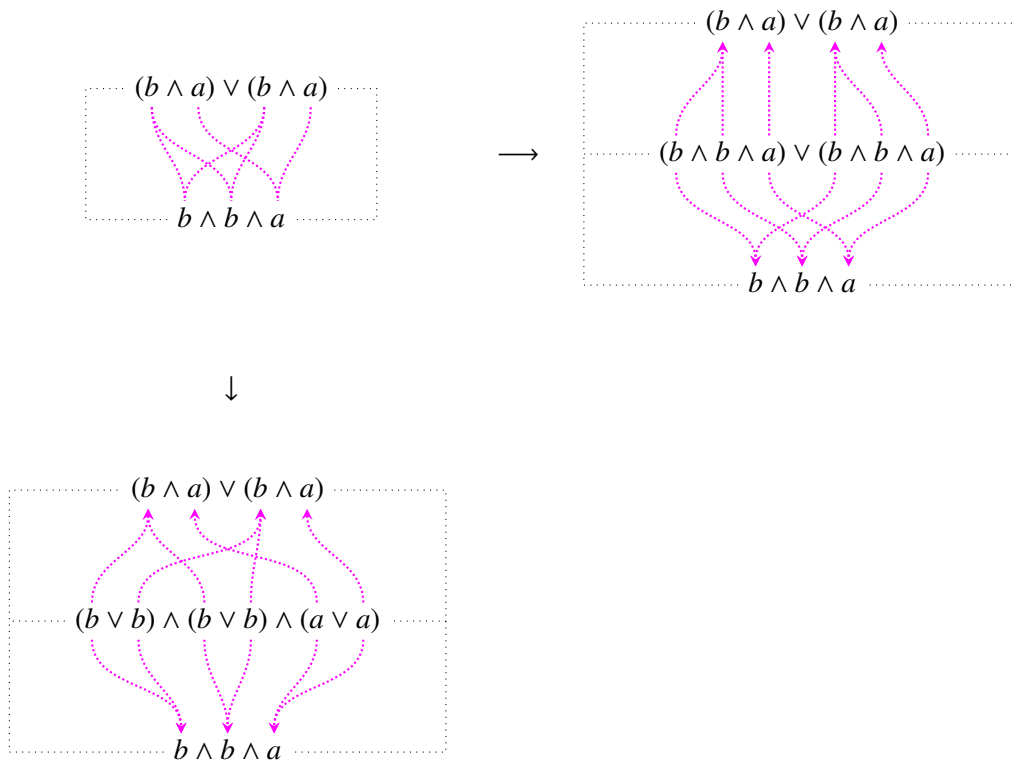 (b ∧ a) ∨ (b ∧ a)
b ∧ b ∧ a
⟶
(b ∧ a) ∨ (b ∧ a)
(b ∧ b ∧ a) ∨ (b ∧ b ∧ a)
b ∧ b ∧ a
↓
(b ∧ a) ∨ (b ∧ a)
(b ∨ b) ∧ (b ∨ b) ∧ (a ∨ a)
b ∧ b ∧ a